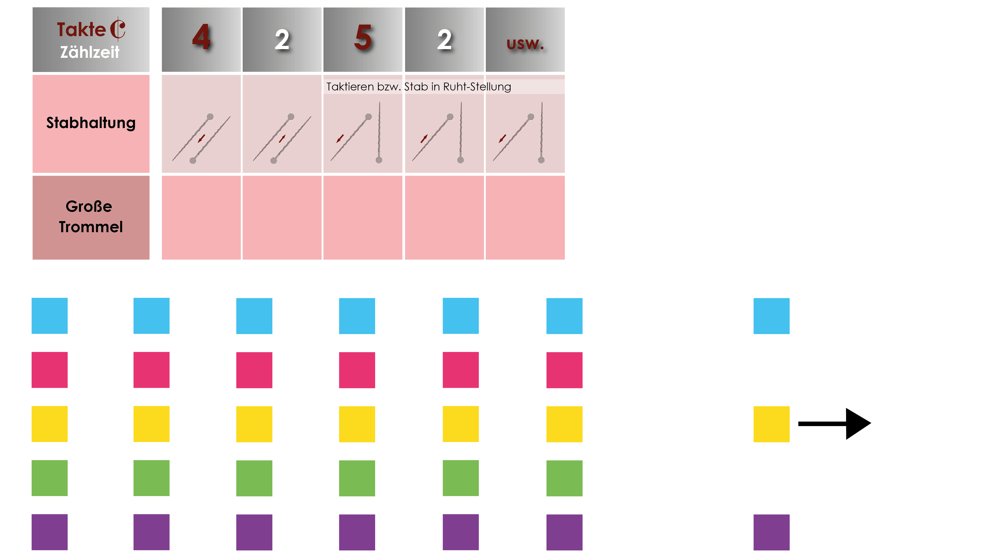 Takte 𝄵 4 2 5 2 usw.
Zählzeit
Taktieren bzw. Stab in Ruht-Stellung
Stabhaltung
Große
Trommel